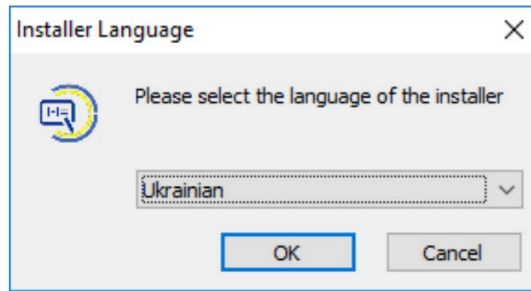 Installer Language
Please select the language of the installer
Ukrainian
OK
Cancel